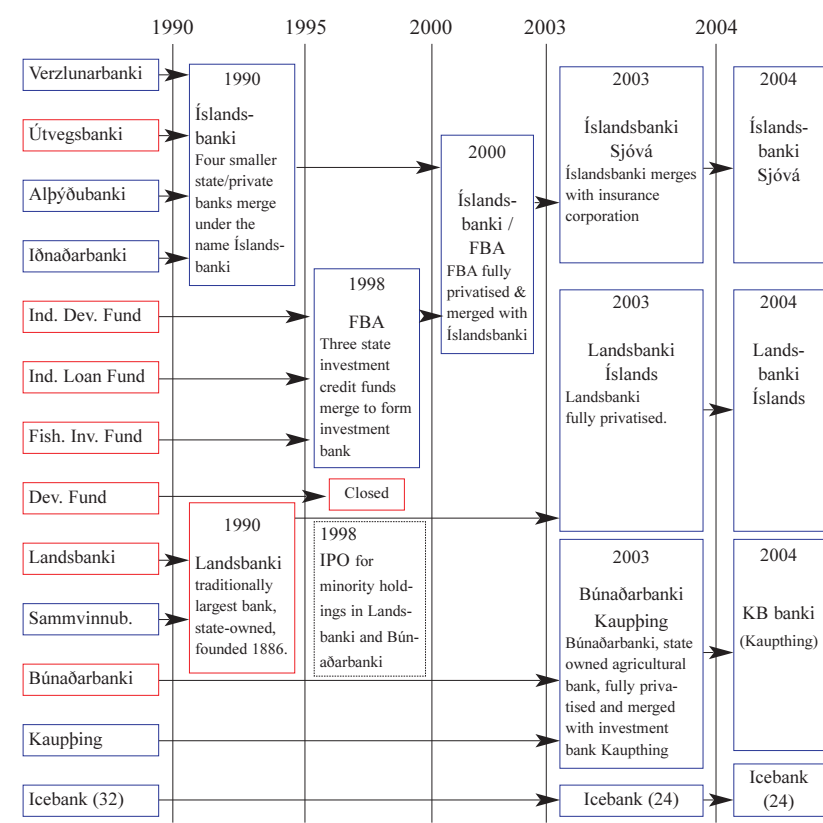 1990 1995 2000 2003 2004
Verzlunarbanki
Útvegsbanki
Alþýðubanki
Iðnaðarbanki
Ind. Dev. Fund
Ind. Loan Fund
Fish. Inv. Fund
Dev. Fund
Landsbanki
Sammvinnub.
Búnaðarbanki
Kaupþing
Icebank (32)
1990
Íslands-
banki
Four smaller
state/private
banks merge
under the
name Íslands-
banki
1990
Landsbanki
traditionally
largest bank,
state-owned,
founded 1886.
1998
FBA
Three state
investment
credit funds
merge to form
investment
bank
Closed
1998
IPO for
minority hold-
ings in Lands-
banki and Bún-
aðarbanki
2000
Íslands-
banki /
FBA
FBA fully
privatised &
merged with
Íslandsbanki
2003
Íslandsbanki
Sjóvá
Íslandsbanki merges
with insurance
corporation
2003
Landsbanki
Íslands
Landsbanki
fully privatised.
2003
Búnaðarbanki
Kaupþing
Búnaðarbanki, state
owned agricultural
bank, fully priva-
tised and merged
with investment
bank Kaupthing
Icebank (24)
2004
Íslands-
banki
Sjóvá
2004
Lands-
banki
Íslands
2004
KB banki
(Kaupthing)
Icebank
(24)